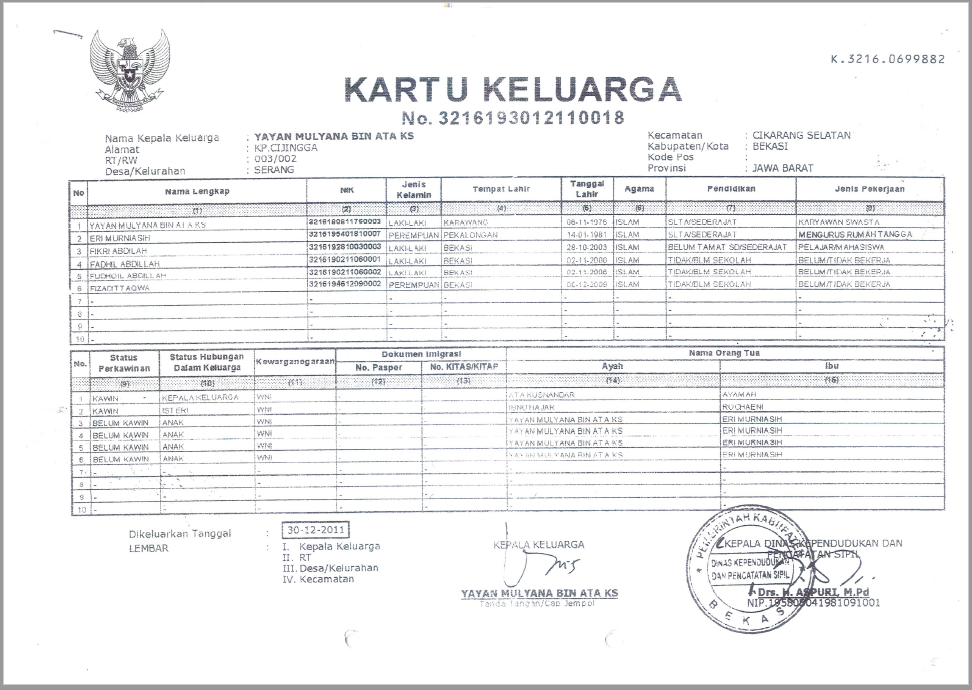 K.3216.0699882
KARTU KELUARGA
No. 3216193012110018
Nama Kepala Keluarga : YAYAN MULYANA BIN ATA KS
Alamat : KP.CIJINGGA
RT/RW : 003/002
Desa/Kelurahan : SERANG
Kecamatan : CIKARANG SELATAN
Kabupaten/Kota : BEKASI
Kode Pos :
Provinsi : JAWA BARAT
No Nama Lengkap NIK Jenis Kelamin Tempat Lahir Tanggal Lahir Agama Pendidikan Jenis Pekerjaan
(1) (2) (3) (4) (5) (6) (7) (8)
1 YAYAN MULYANA BIN ATA KS LAKI-LAKI KARAWANG 06-11-1976 ISLAM SLTA/SEDERAJAT KARYAWAN SWASTA
2 ERI MURNIASIH 3216195401810007 PEREMPUAN PEKALONGAN 14-01-1981 ISLAM SLTA/SEDERAJAT MENGURUS RUMAH TANGGA
3 FIKRI ABDILAH 3216192810030003 LAKI-LAKI BEKASI 28-10-2003 ISLAM BELUM TAMAT SD/SEDERAJAT PELAJAR/MAHASISWA
4 FADHIL ABDILLAH 3216190211060001 LAKI-LAKI BEKASI 02-11-2006 ISLAM TIDAK/BLM SEKOLAH BELUM/TIDAK BEKERJA
5 ABDILLAH 3216190211060002 LAKI-LAKI BEKASI 02-11-2006 ISLAM TIDAK/BLM SEKOLAH BELUM/TIDAK BEKERJA
6 FIZADIT TAQWA 3216194612090002 PEREMPUAN BEKASI 06-12-2009 ISLAM TIDAK/BLM SEKOLAH BELUM/TIDAK BEKERJA
7 - - - - - - - -
8 - - - - - - - -
9 - - - - - - - -
10 - - - - - - - -
No. Status Perkawinan Status Hubungan Dalam Keluarga Kewarganegaraan Dokumen Imigrasi Nama Orang Tua
No. Paspor No. KITAS/KITAP Ayah Ibu
(9) (10) (11) (12) (13) (14) (15)
1 KAWIN KEPALA KELUARGA WNI ATA KUSNANDAR AYAMAH
2 KAWIN ISTERI WNI IBNU HAJAR ROCHAENI
3 BELUM KAWIN ANAK WNI YAYAN MULYANA BIN ATA KS ERI MURNIASIH
4 BELUM KAWIN ANAK WNI YAYAN MULYANA BIN ATA KS ERI MURNIASIH
5 BELUM KAWIN ANAK WNI YAYAN MULYANA BIN ATA KS ERI MURNIASIH
6 BELUM KAWIN ANAK WNI YAYAN MULYANA BIN ATA KS ERI MURNIASIH
7 - - - - - - -
8 - - - - - - -
9 - - - - - - -
10 - - - - - - -
Dikeluarkan Tanggal : 30-12-2011
LEMBAR : I. Kepala Keluarga
II. RT
III. Desa/Kelurahan
IV. Kecamatan
KEPALA KELUARGA
YAYAN MULYANA BIN ATA KS
Tanda Tangan/Cap Jempol
KEPALA DINAS KEPENDUDUKAN DAN
PENCATATAN SIPIL
Drs. H. ASPURI, M.Pd
NIP.195805041981091001
PEMERINTAH KABUPATEN
DINAS KEPENDUDUKAN
DAN PENCATATAN SIPIL
BEKASI